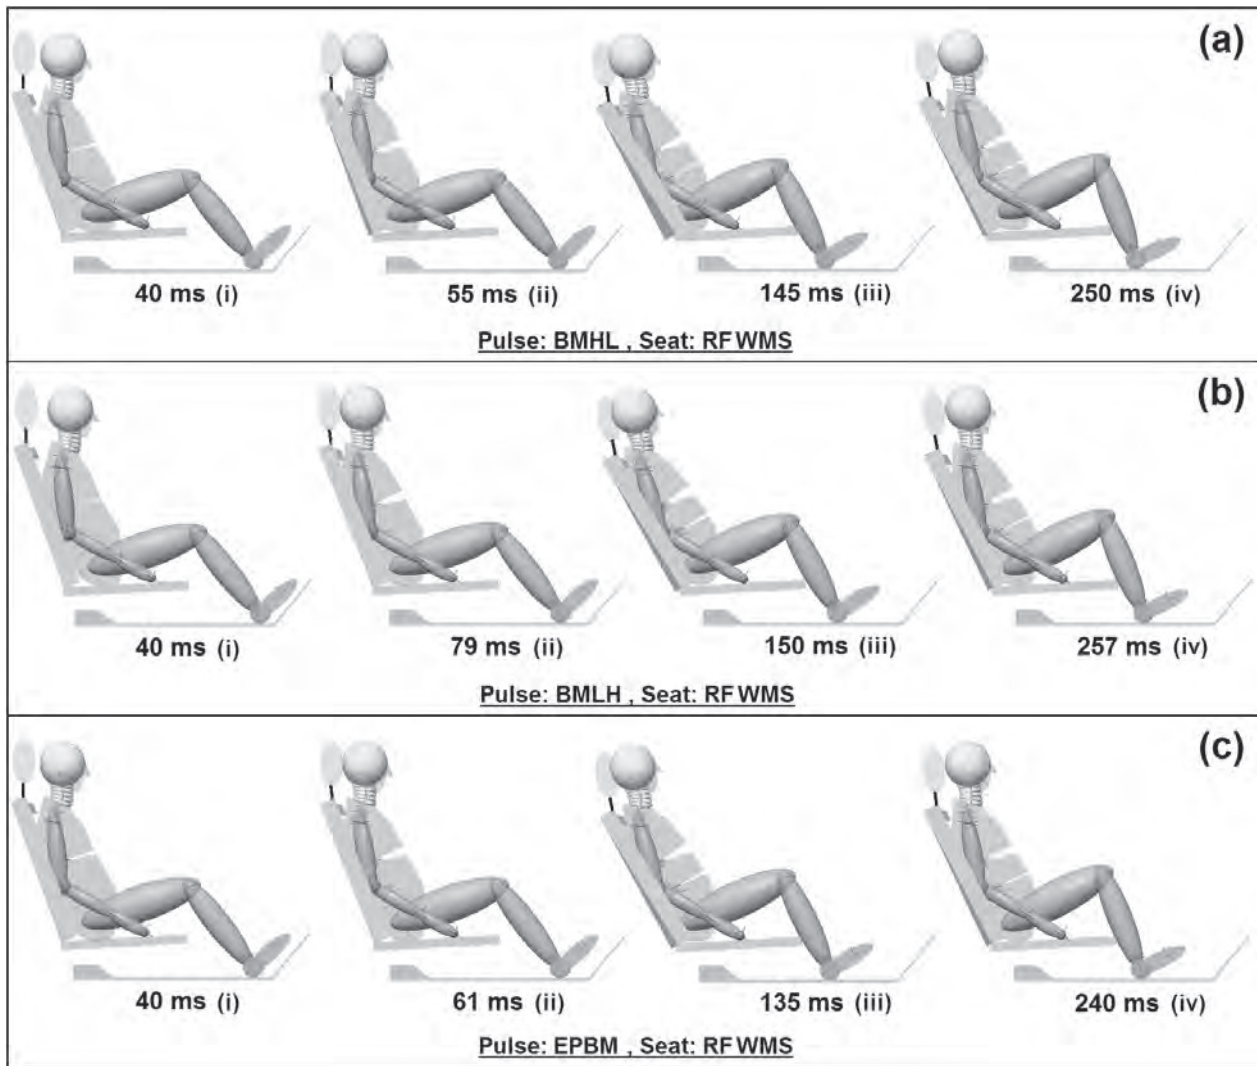 (a)
40 ms (i) 55 ms (ii) 145 ms (iii) 250 ms (iv)
Pulse: BMHL , Seat: RFWMS
(b)
40 ms (i) 79 ms (ii) 150 ms (iii) 257 ms (iv)
Pulse: BMLH , Seat: RFWMS
(c)
40 ms (i) 61 ms (ii) 135 ms (iii) 240 ms (iv)
Pulse: EPBM , Seat: RFWMS